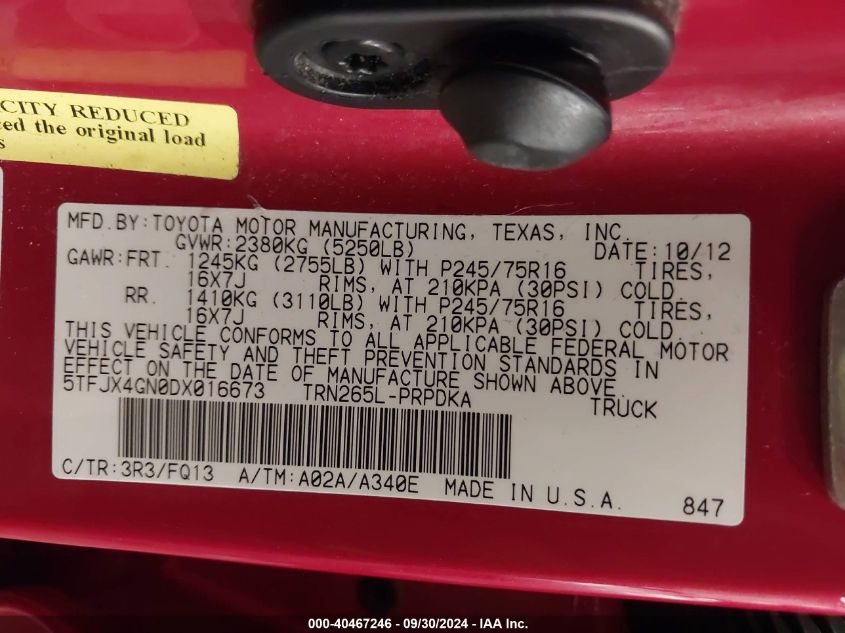 CITY REDUCED
ed the original load
s
MFD.BY:TOYOTA MOTOR MANUFACTURING, TEXAS, INC.
GVWR:2380KG (5250LB) DATE:10/12
GAWR:FRT. 1245KG (2755LB) WITH P245/75R16 TIRES,
16X7J RIMS, AT 210KPA (30PSI) COLD.
RR. 1410KG (3110LB) WITH P245/75R16 TIRES,
16X7J RIMS, AT 210KPA (30PSI) COLD.
THIS VEHICLE CONFORMS TO ALL APPLICABLE FEDERAL MOTOR
VEHICLE SAFETY AND THEFT PREVENTION STANDARDS IN
EFFECT ON THE DATE OF MANUFACTURE SHOWN ABOVE.
5TFJX4GN0DX016673 TRN265L-PRPDKA TRUCK
C/TR:3R3/FQ13 A/TM:A02A/A340E MADE IN U.S.A. 847
000-40467246 - 09/30/2024 - IAA Inc.